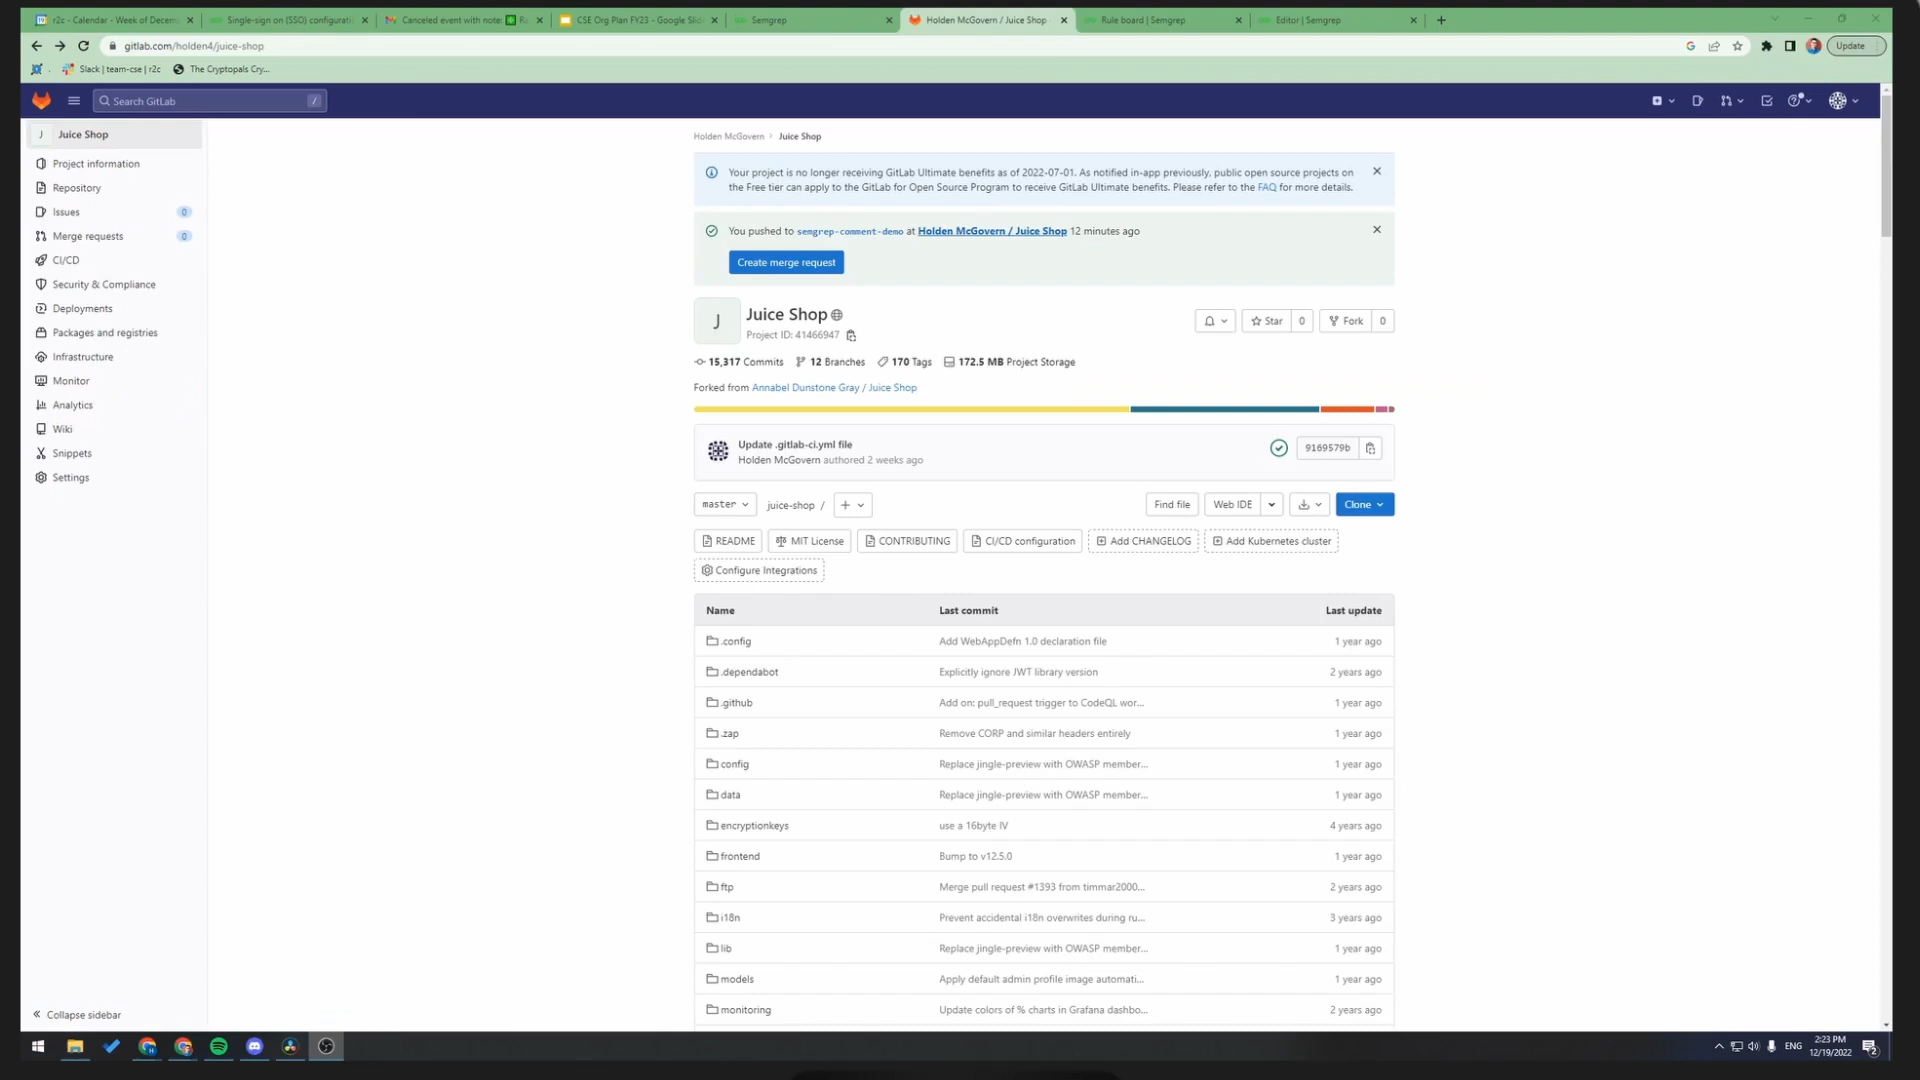 r2c - Calendar - Week of Decem
Single-sign on (SSO) configurati
Canceled event with note:
CSE Org Plan FY23 - Google Slid
Semgrep
Holden McGovern / Juice Shop
Rule board | Semgrep
Editor | Semgrep
gitlab.com/holden4/juice-shop
Update
Slack | team-cse | r2c
The Cryptopals Cry...
Search GitLab
/
J
Juice Shop
Project information
Repository
Issues
0
Merge requests
0
CI/CD
Security & Compliance
Deployments
Packages and registries
Infrastructure
Monitor
Analytics
Wiki
Snippets
Settings
Collapse sidebar
Holden McGovern > Juice Shop
Your project is no longer receiving GitLab Ultimate benefits as of 2022-07-01. As notified in-app previously, public open source projects on
the Free tier can apply to the GitLab for Open Source Program to receive GitLab Ultimate benefits. Please refer to the FAQ for more details.
You pushed to semgrep-comment-demo at Holden McGovern / Juice Shop 12 minutes ago
Create merge request
J
Juice Shop
Project ID: 41466947
Star
0
Fork
0
15,317 Commits 12 Branches 170 Tags 172.5 MB Project Storage
Forked from Annabel Dunstone Gray / Juice Shop
Update .gitlab-ci.yml file
Holden McGovern authored 2 weeks ago
9169579b
master
juice-shop /
Find file
Web IDE
Clone
README
MIT License
CONTRIBUTING
CI/CD configuration
Add CHANGELOG
Add Kubernetes cluster
Configure Integrations
Name Last commit Last update
.config Add WebAppDefn 1.0 declaration file 1 year ago
.dependabot Explicitly ignore JWT library version 2 years ago
.github Add on: pull_request trigger to CodeQL wor... 1 year ago
.zap Remove CORP and similar headers entirely 1 year ago
config Replace jingle-preview with OWASP member... 1 year ago
data Replace jingle-preview with OWASP member... 1 year ago
encryptionkeys use a 16byte IV 4 years ago
frontend Bump to v12.5.0 1 year ago
ftp Merge pull request #1393 from timmar2000... 2 years ago
i18n Prevent accidental i18n overwrites during ru... 3 years ago
lib Replace jingle-preview with OWASP member... 1 year ago
models Apply default admin profile image automati... 1 year ago
monitoring Update colors of % charts in Grafana dashbo... 2 years ago
ENG
2:23 PM
12/19/2022
2